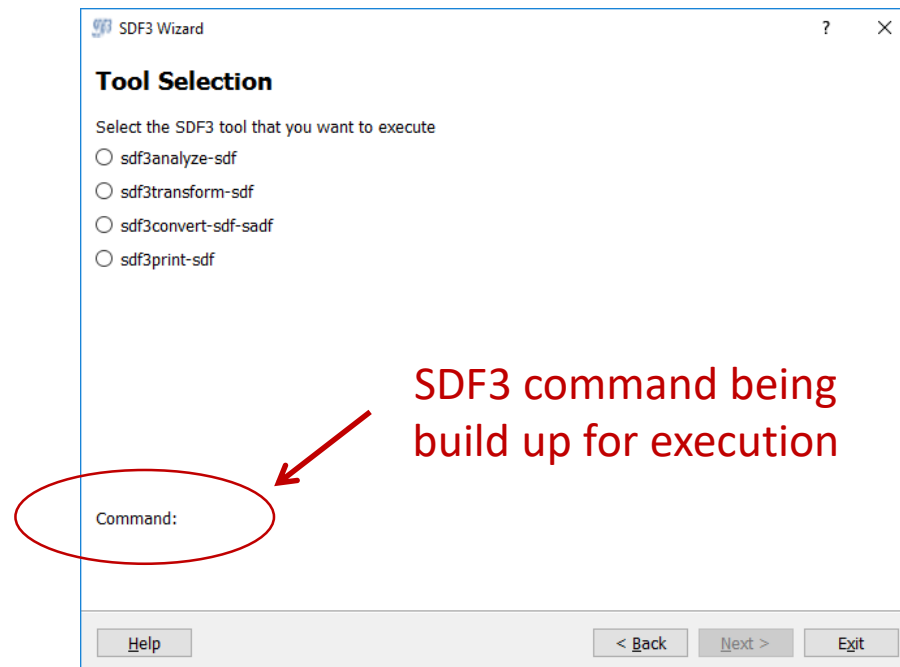 SDF3 Wizard
?
Tool Selection
Select the SDF3 tool that you want to execute
sdf3analyze-sdf
sdf3transform-sdf
sdf3convert-sdf-sadf
sdf3print-sdf
SDF3 command being
build up for execution
Command:
Help
< Back
Next >
Exit